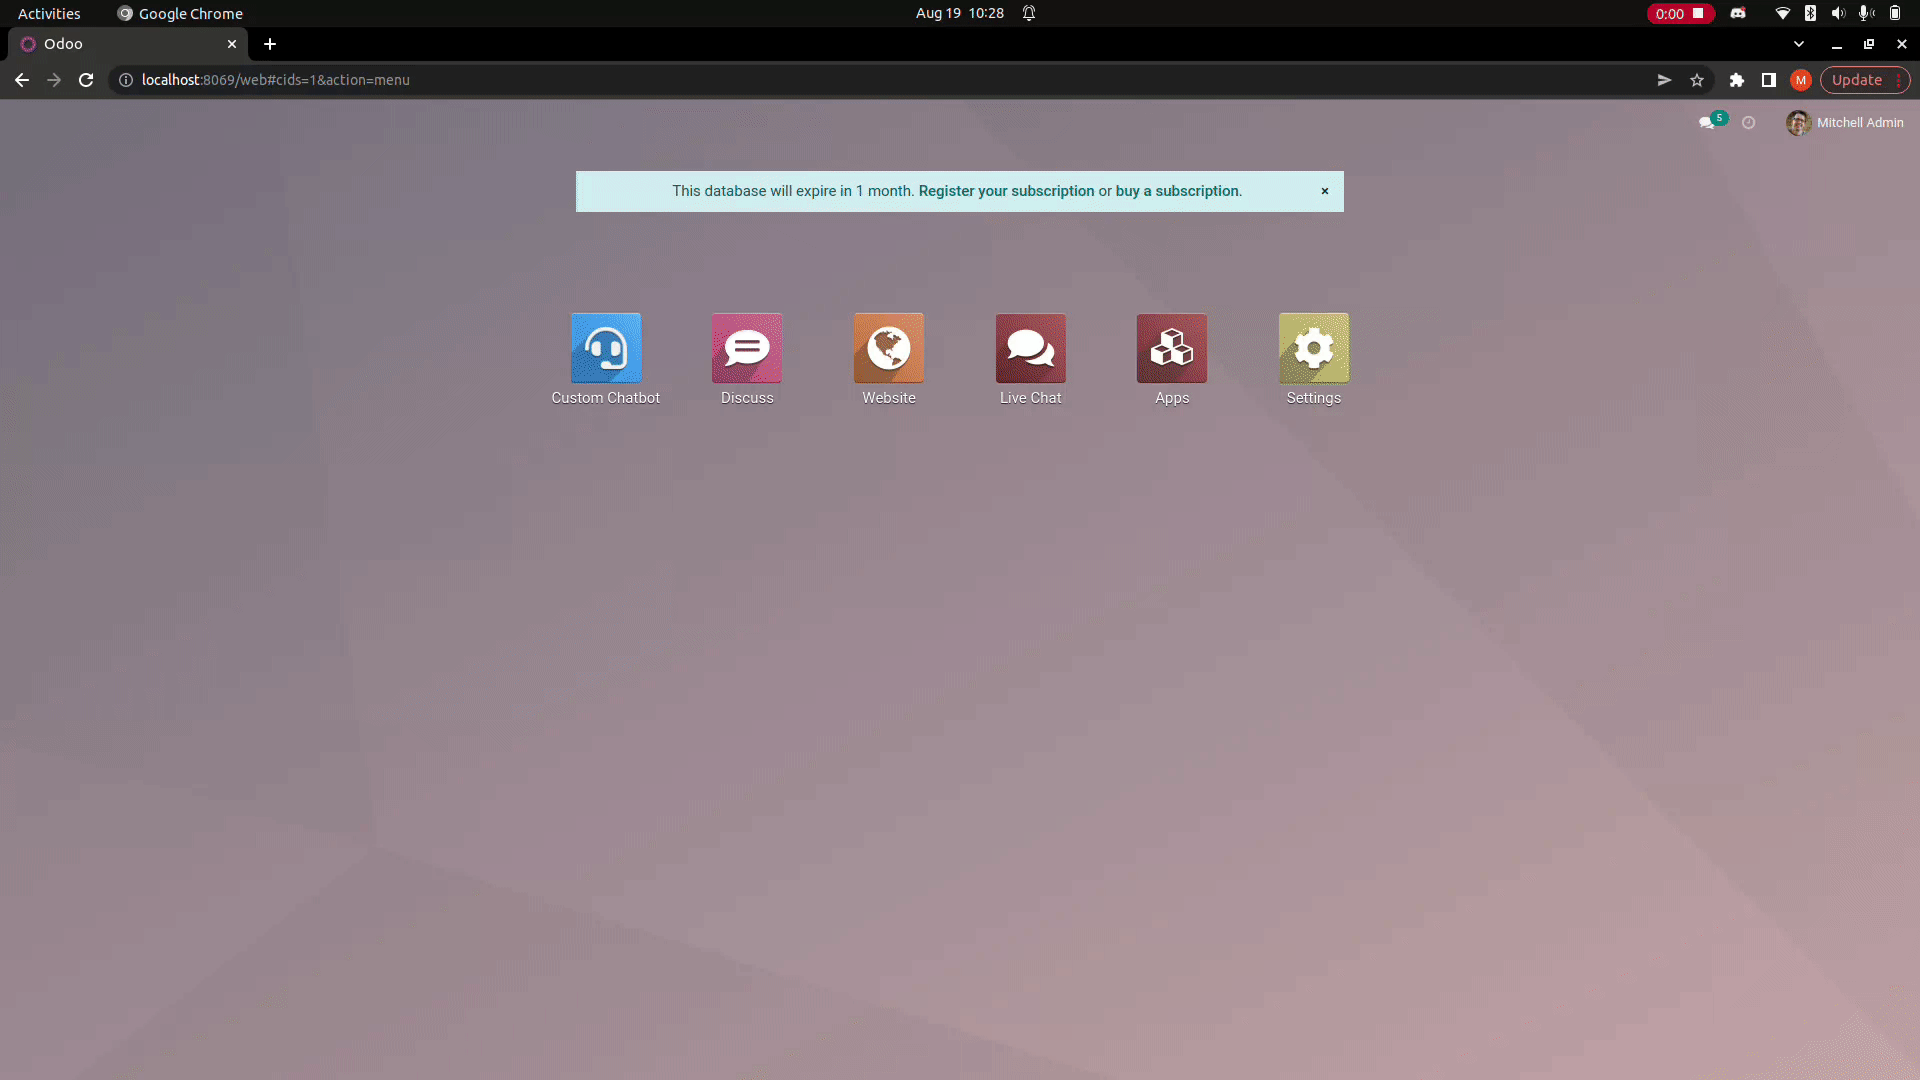 Activities Google Chrome Aug 19 10:28 0:00
Odoo
localhost:8069/web#cids=1&action=menu M Update
5 Mitchell Admin
This database will expire in 1 month. Register your subscription or buy a subscription.
Custom Chatbot Discuss Website Live Chat Apps Settings